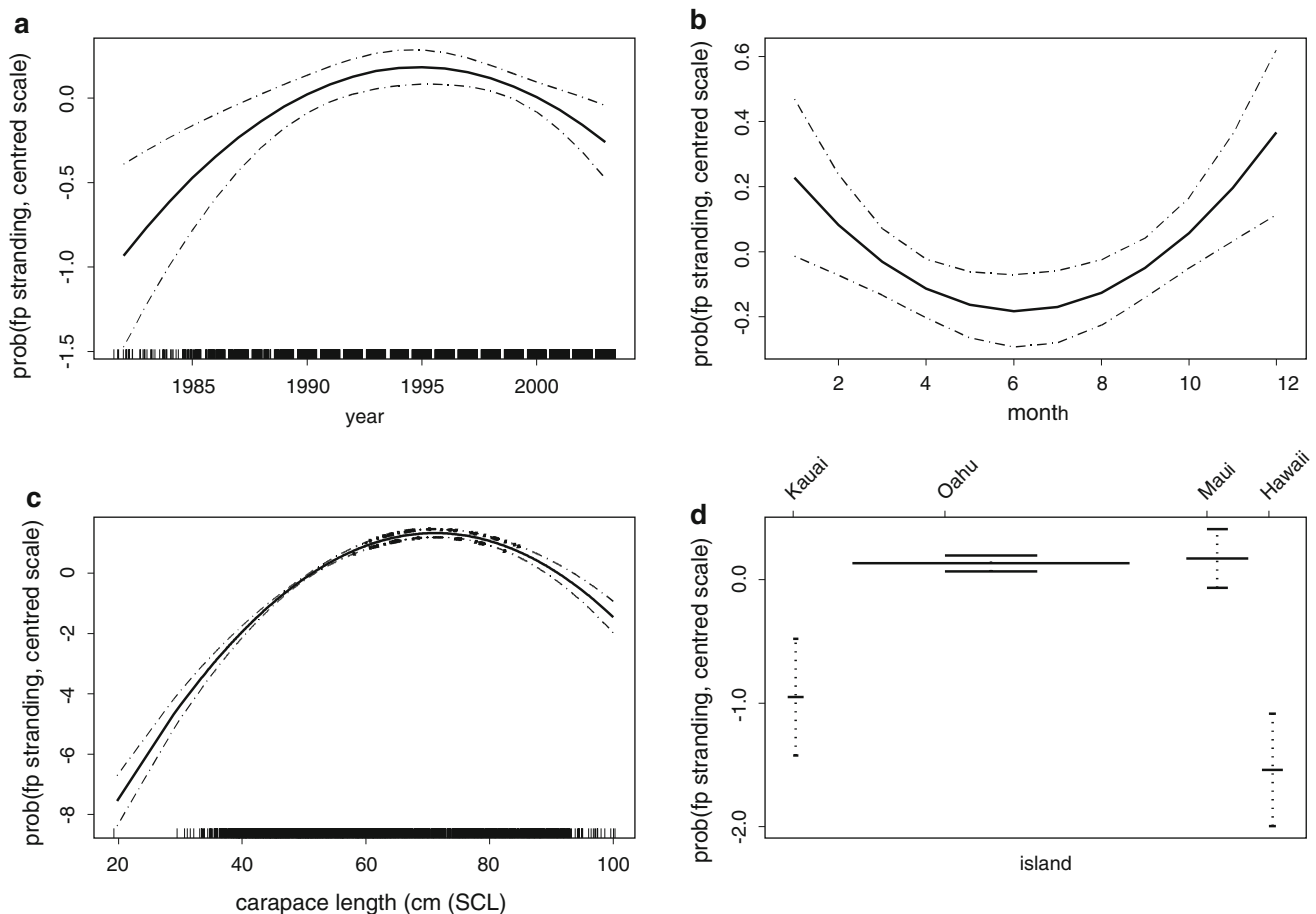 a
prob(fp stranding, centred scale)
0.0
-0.5
-1.0
-1.5
1985 1990 1995 2000
year
b
prob(fp stranding, centred scale)
0.6
0.4
0.2
0.0
-0.2
2 4 6 8 10 12
month
c
prob(fp stranding, centred scale)
0
-2
-4
-6
-8
20 40 60 80 100
carapace length (cm (SCL)
Kauai Oahu Maui Hawaii
d
prob(fp stranding, centred scale)
0.0
-1.0
-2.0
island